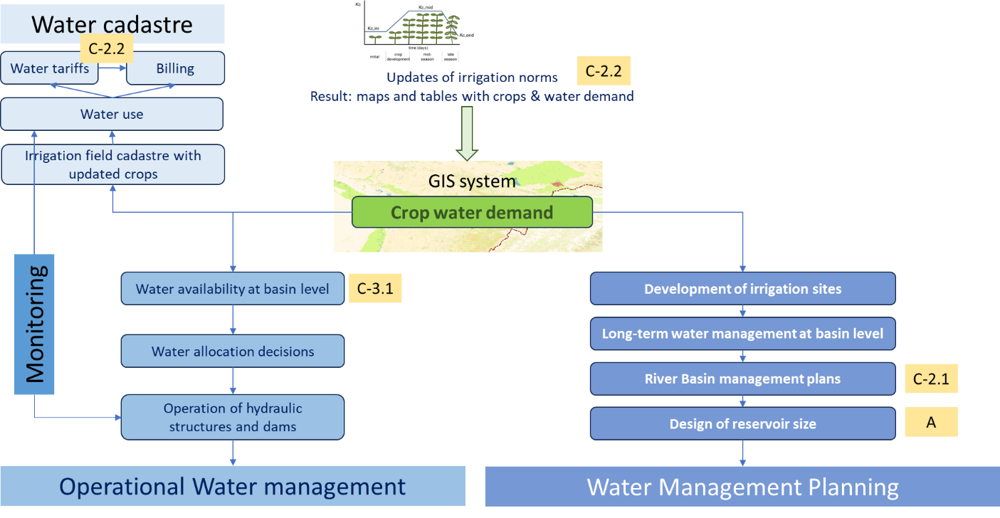 Water cadastre
C-2.2
Water tariffs
Billing
Water use
Irrigation field cadastre with
updated crops
Kc
Kc,mid
Kc,ini
Kc,end
time (days)
initial
crop
development
mid-
season
late
season
Updates of irrigation norms
C-2.2
Result: maps and tables with crops & water demand
GIS system
Crop water demand
Monitoring
Water availability at basin level
C-3.1
Water allocation decisions
Operation of hydraulic
structures and dams
Operational Water management
Development of irrigation sites
Long-term water management at basin level
River Basin management plans
C-2.1
Design of reservoir size
A
Water Management Planning